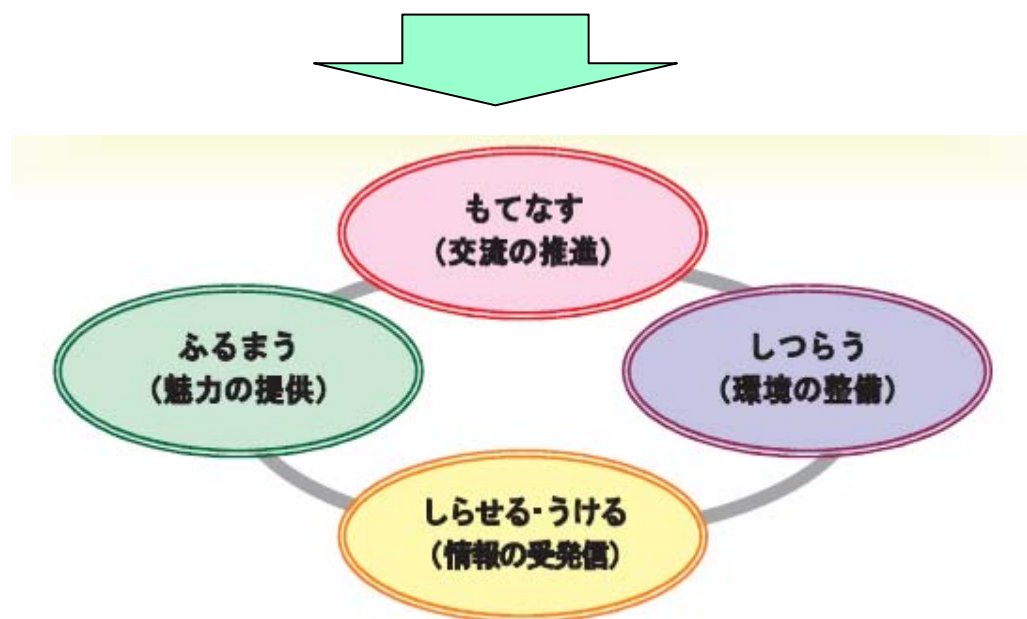 もてなす
(交流の推進)
ふるまう
(魅力の提供)
しつらう
(環境の整備)
しらせる・うける
(情報の受発信)